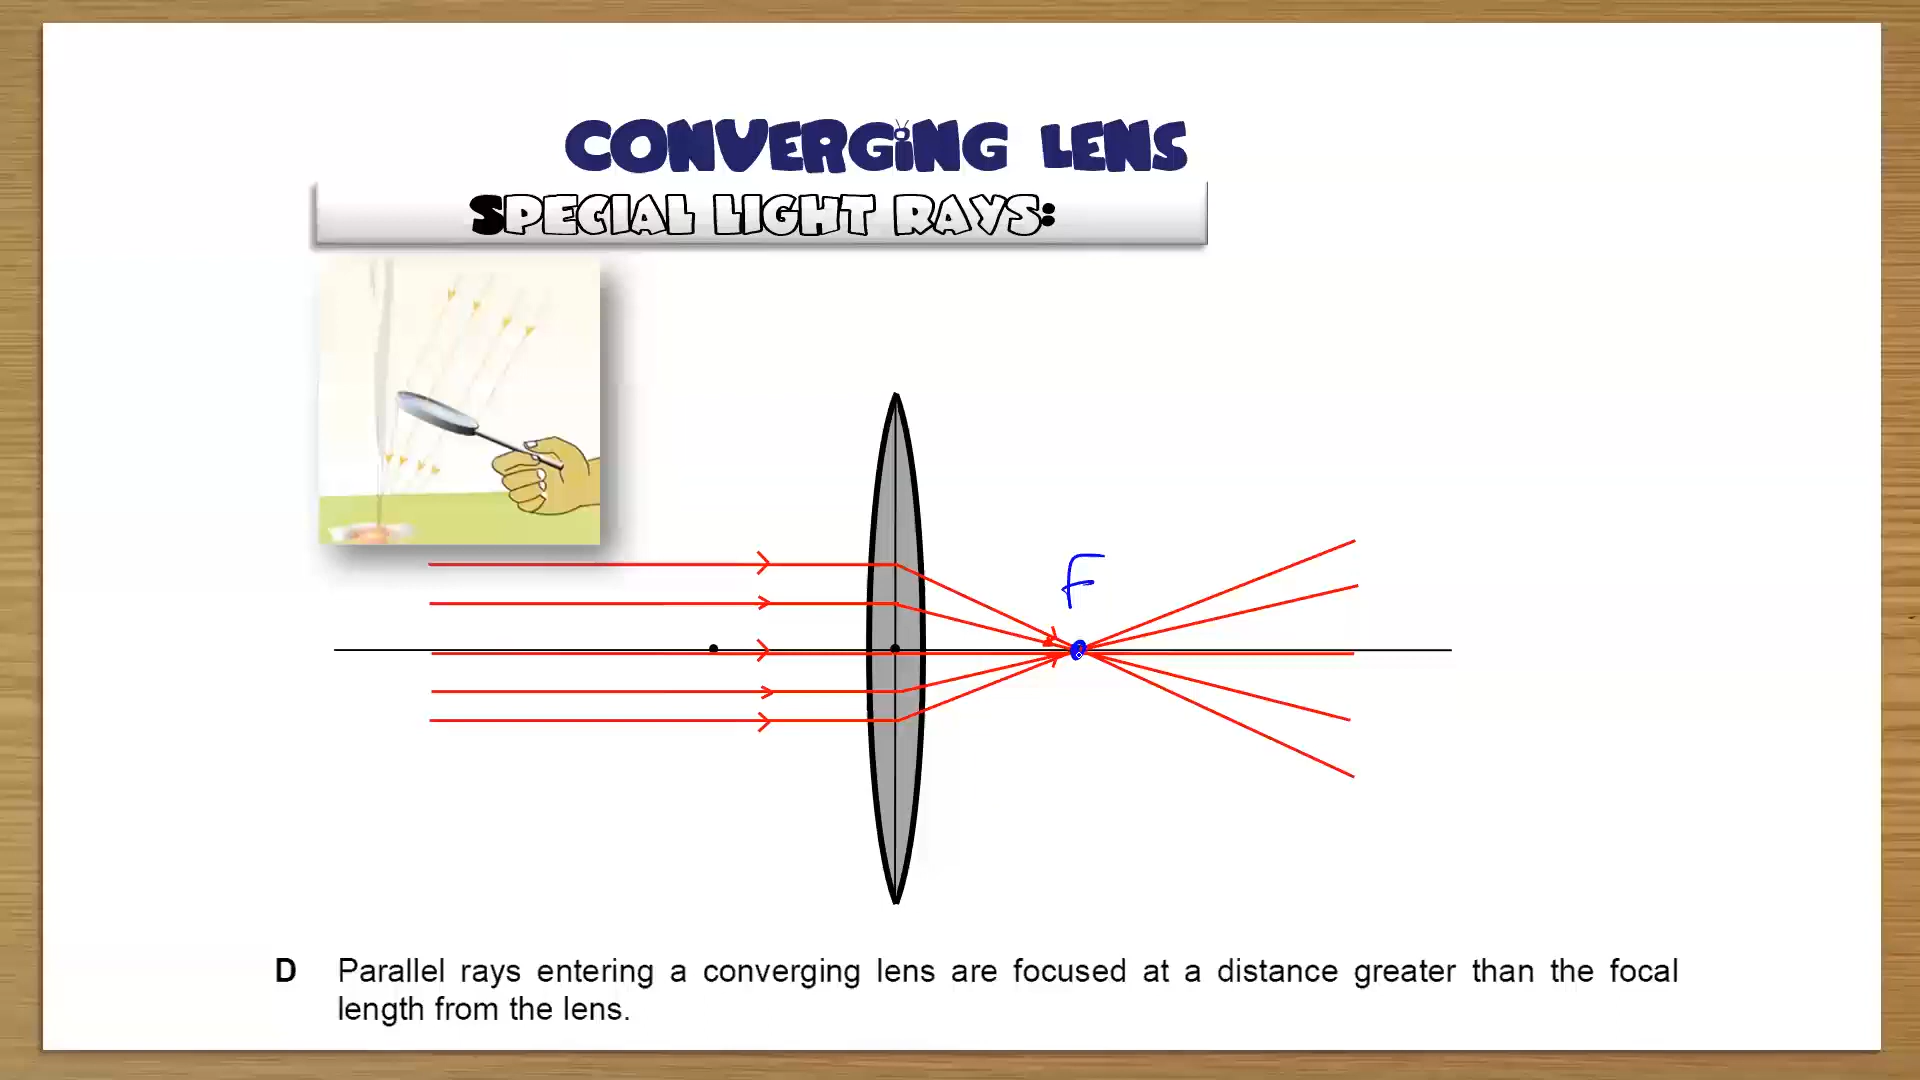 CONVERGiNG LENS
SPECIAL LIGHT RAYS:
F
D Parallel rays entering a converging lens are focused at a distance greater than the focal
length from the lens.